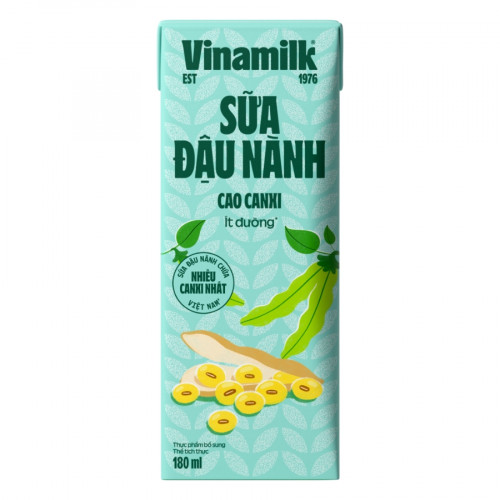 Vinamilk
EST 1976
SỮA
ĐẬU NÀNH
CAO CANXI
ít đường*
SỮA ĐẬU NÀNH CHỨA
NHIỀU
CANXI NHẤT
VIỆT NAM*
Thực phẩm bổ sung
Thể tích thực
180 ml